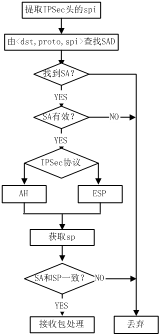 提取IPSec头的spi
由<dst,proto,spi>查找SAD
找到SA?
YES
SA有效?
NO
YES
IPSec协议
AH
ESP
获取sp
SA和SP一致?
NO
YES
接收包处理
丢弃